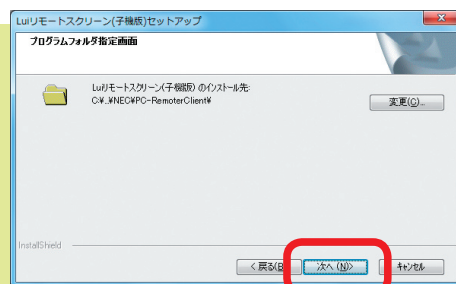 Luiリモートスクリーン(子機版)セットアップ
プログラムフォルダ指定画面
Luiリモートスクリーン(子機版) のインストール先:
C:¥...¥NEC¥PC-RemoterClient¥
変更(C)...
InstallShield
< 戻る(B)
次へ (N)>
キャンセル